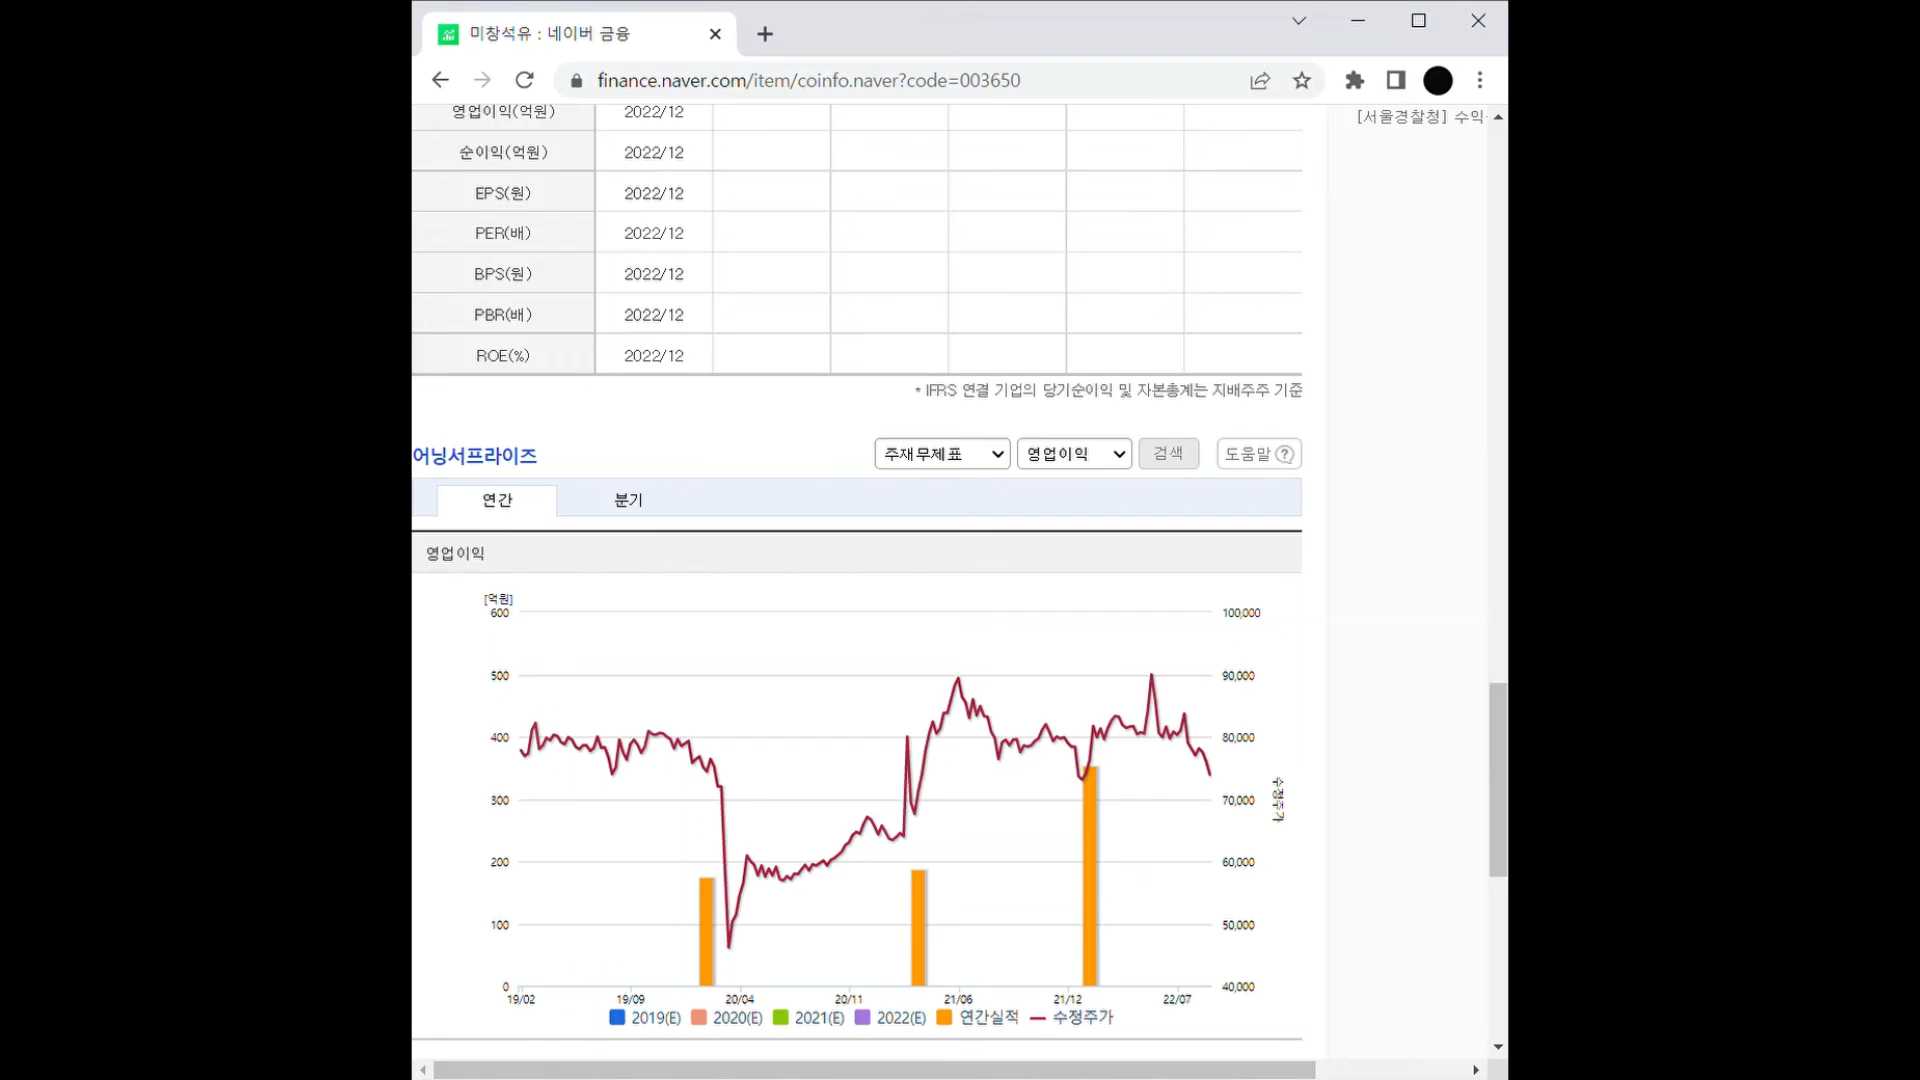 미창석유 : 네이버 금융
finance.naver.com/item/coinfo.naver?code=003650
[서울경찰청] 수익
영업이익(억원) 2022/12
순이익(억원) 2022/12
EPS(원) 2022/12
PER(배) 2022/12
BPS(원) 2022/12
PBR(배) 2022/12
ROE(%) 2022/12
* IFRS 연결 기업의 당기순이익 및 자본총계는 지배주주 기준
어닝서프라이즈 주재무제표 영업이익 검색 도움말 ?
연간 분기
영업이익
[억원]
600 100,000
500 90,000
400 80,000
300 70,000
수정주가
200 60,000
100 50,000
0 40,000
19/02 19/09 20/04 20/11 21/06 21/12 22/07
2019(E) 2020(E) 2021(E) 2022(E) 연간실적 수정주가